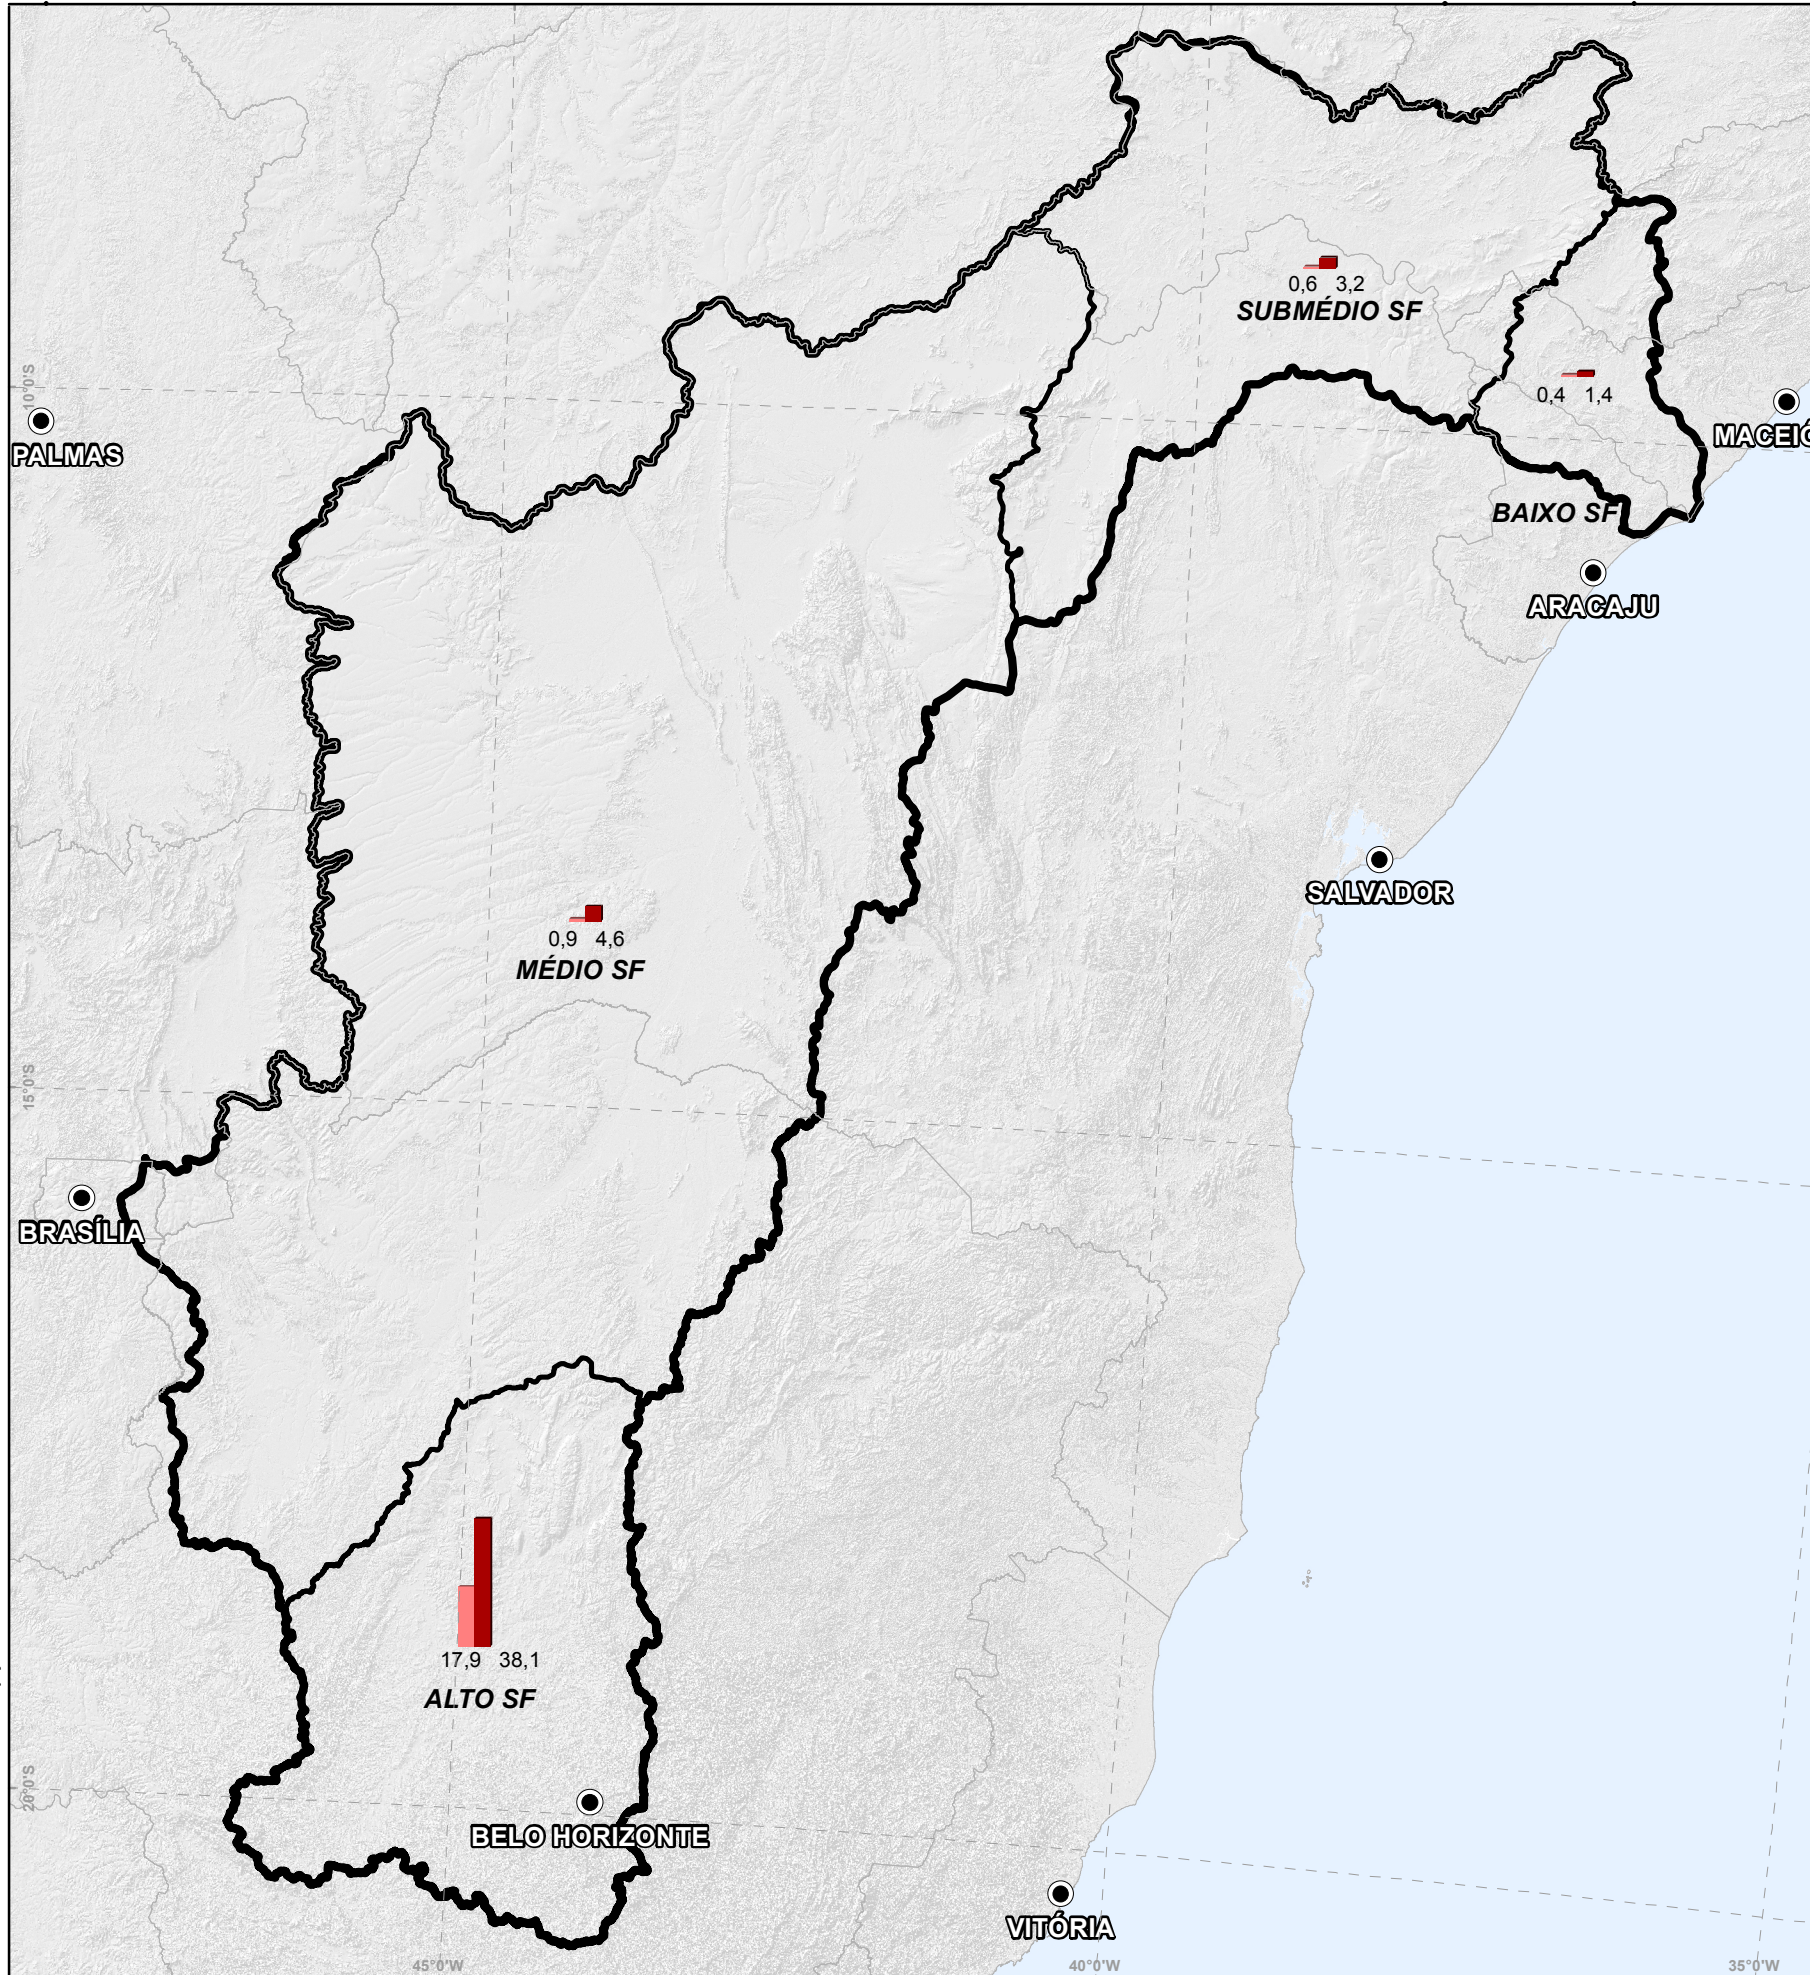 0,6 3,2
SUBMÉDIO SF
10°0'S
0,4 1,4
PALMAS
MACEIÓ
BAIXO SF
ARACAJU
SALVADOR
0,9 4,6
MÉDIO SF
15°0'S
BRASÍLIA
17,9 38,1
ALTO SF
20°0'S
BELO HORIZONTE
VITÓRIA
45°0'W
40°0'W
35°0'W